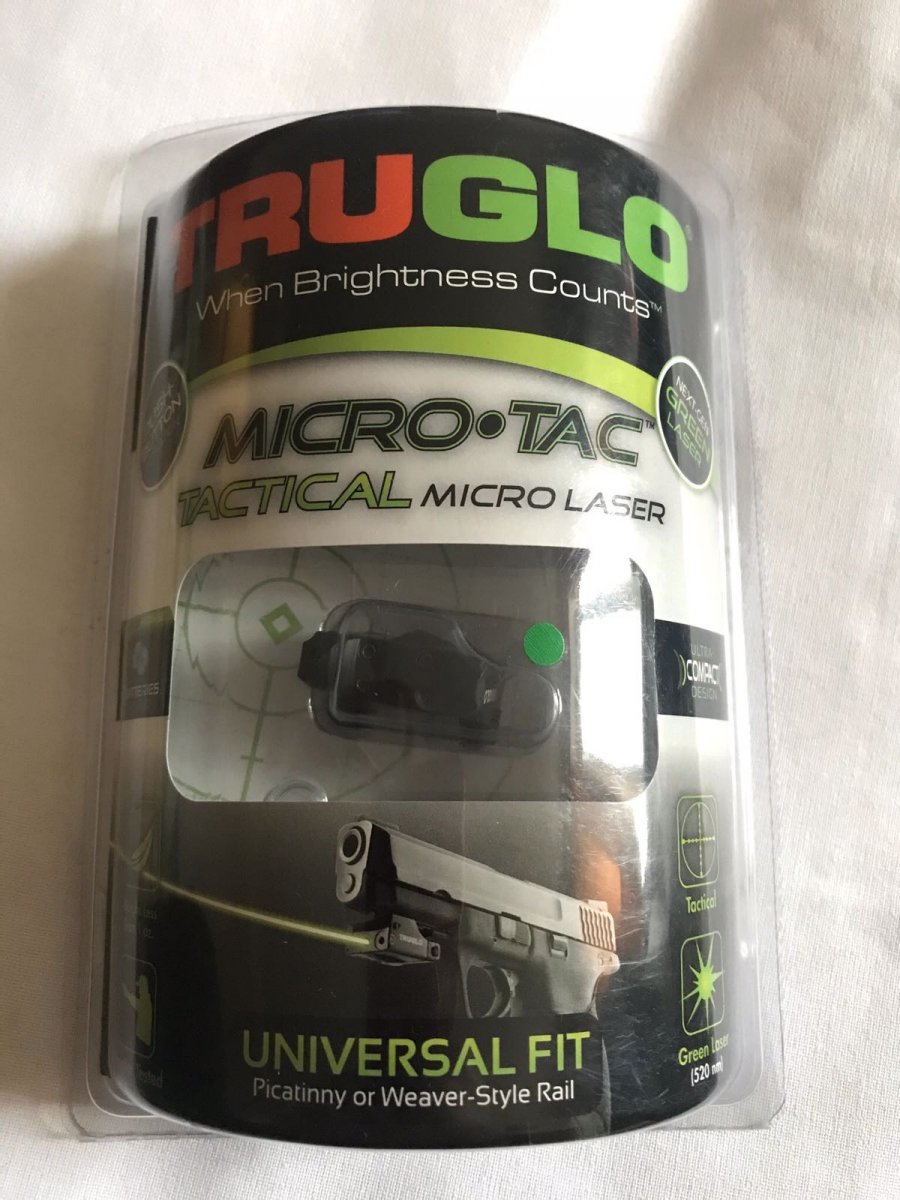 TRUGLO®
When Brightness Counts™
MICRO•TAC™
TACTICAL MICRO LASER
NEXT-GEN
GREEN
LASER
ULTRA-
COMPACT
DESIGN
TRUGLO
Tactical
Green Laser
(520 nm)
UNIVERSAL FIT
Picatinny or Weaver-Style Rail